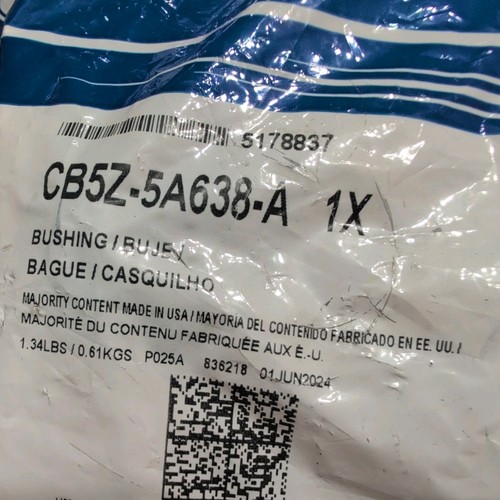 5178837
CB5Z-5A638-A 1X
BUSHING / BUJE
BAGUE / CASQUILHO
MAJORITY CONTENT MADE IN USA / MAYORIA DEL CONTENIDO FABRICADO EN EE. UU. /
MAJORITÉ DU CONTENU FABRIQUÉE AUX É.-U.
1.34LBS / 0.61KGS P025A 836218 01JUN2024